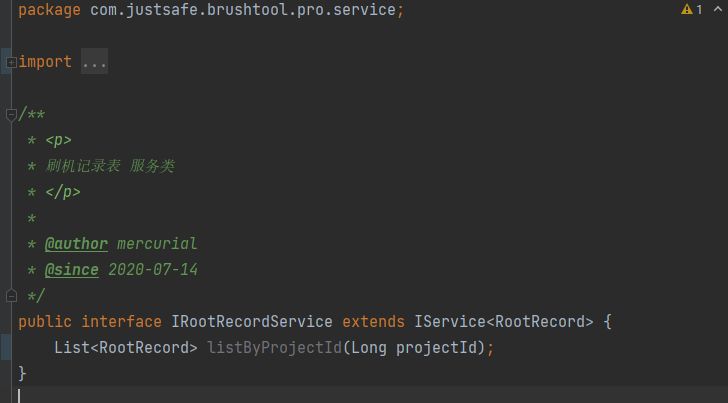 package com.justsafe.brushtool.pro.service;
1
import ...
/**
* <p>
* 刷机记录表 服务类
* </p>
*
* @author mercurial
* @since 2020-07-14
*/
public interface IRootRecordService extends IService<RootRecord> {
List<RootRecord> listByProjectId(Long projectId);
}